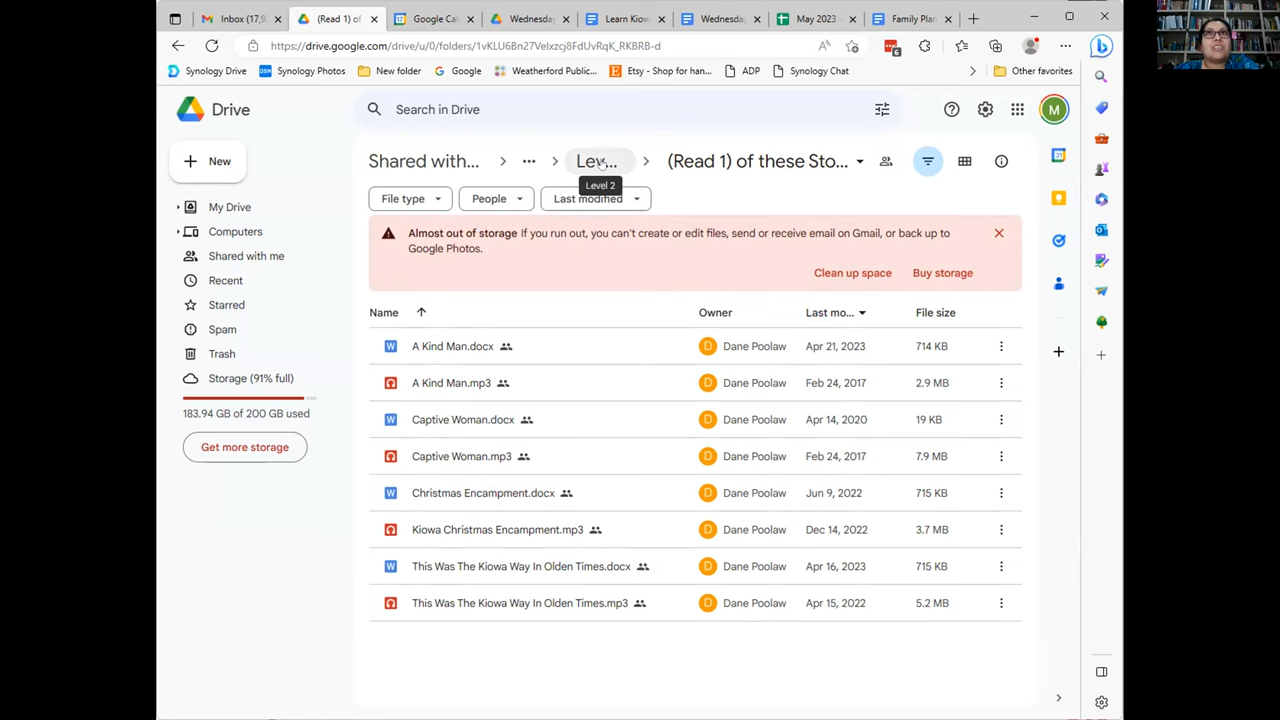 Inbox (17,9
(Read 1) of
Google Cal
Wednesday
Learn Kiow
Wednesday
May 2023 -
Family Plan
https://drive.google.com/drive/u/0/folders/1vKLU6Bn27Velxzcj8FdUvRqK_RKBRB-d
6
Synology Drive
Synology Photos
New folder
Google
Weatherford Public...
Etsy - Shop for han...
ADP
Synology Chat
Other favorites
Drive
Search in Drive
M
New
Shared with...
Lev...
(Read 1) of these Sto...
Level 2
File type
People
Last modified
My Drive
Computers
Shared with me
Recent
Starred
Spam
Trash
Storage (91% full)
183.94 GB of 200 GB used
Get more storage
Almost out of storage If you run out, you can't create or edit files, send or receive email on Gmail, or back up to
Google Photos.
Clean up space
Buy storage
Name Owner Last mo... File size
A Kind Man.docx D Dane Poolaw Apr 21, 2023 714 KB
A Kind Man.mp3 D Dane Poolaw Feb 24, 2017 2.9 MB
Captive Woman.docx D Dane Poolaw Apr 14, 2020 19 KB
Captive Woman.mp3 D Dane Poolaw Feb 24, 2017 7.9 MB
Christmas Encampment.docx D Dane Poolaw Jun 9, 2022 715 KB
Kiowa Christmas Encampment.mp3 D Dane Poolaw Dec 14, 2022 3.7 MB
This Was The Kiowa Way In Olden Times.docx D Dane Poolaw Apr 16, 2023 715 KB
This Was The Kiowa Way In Olden Times.mp3 D Dane Poolaw Apr 15, 2022 5.2 MB